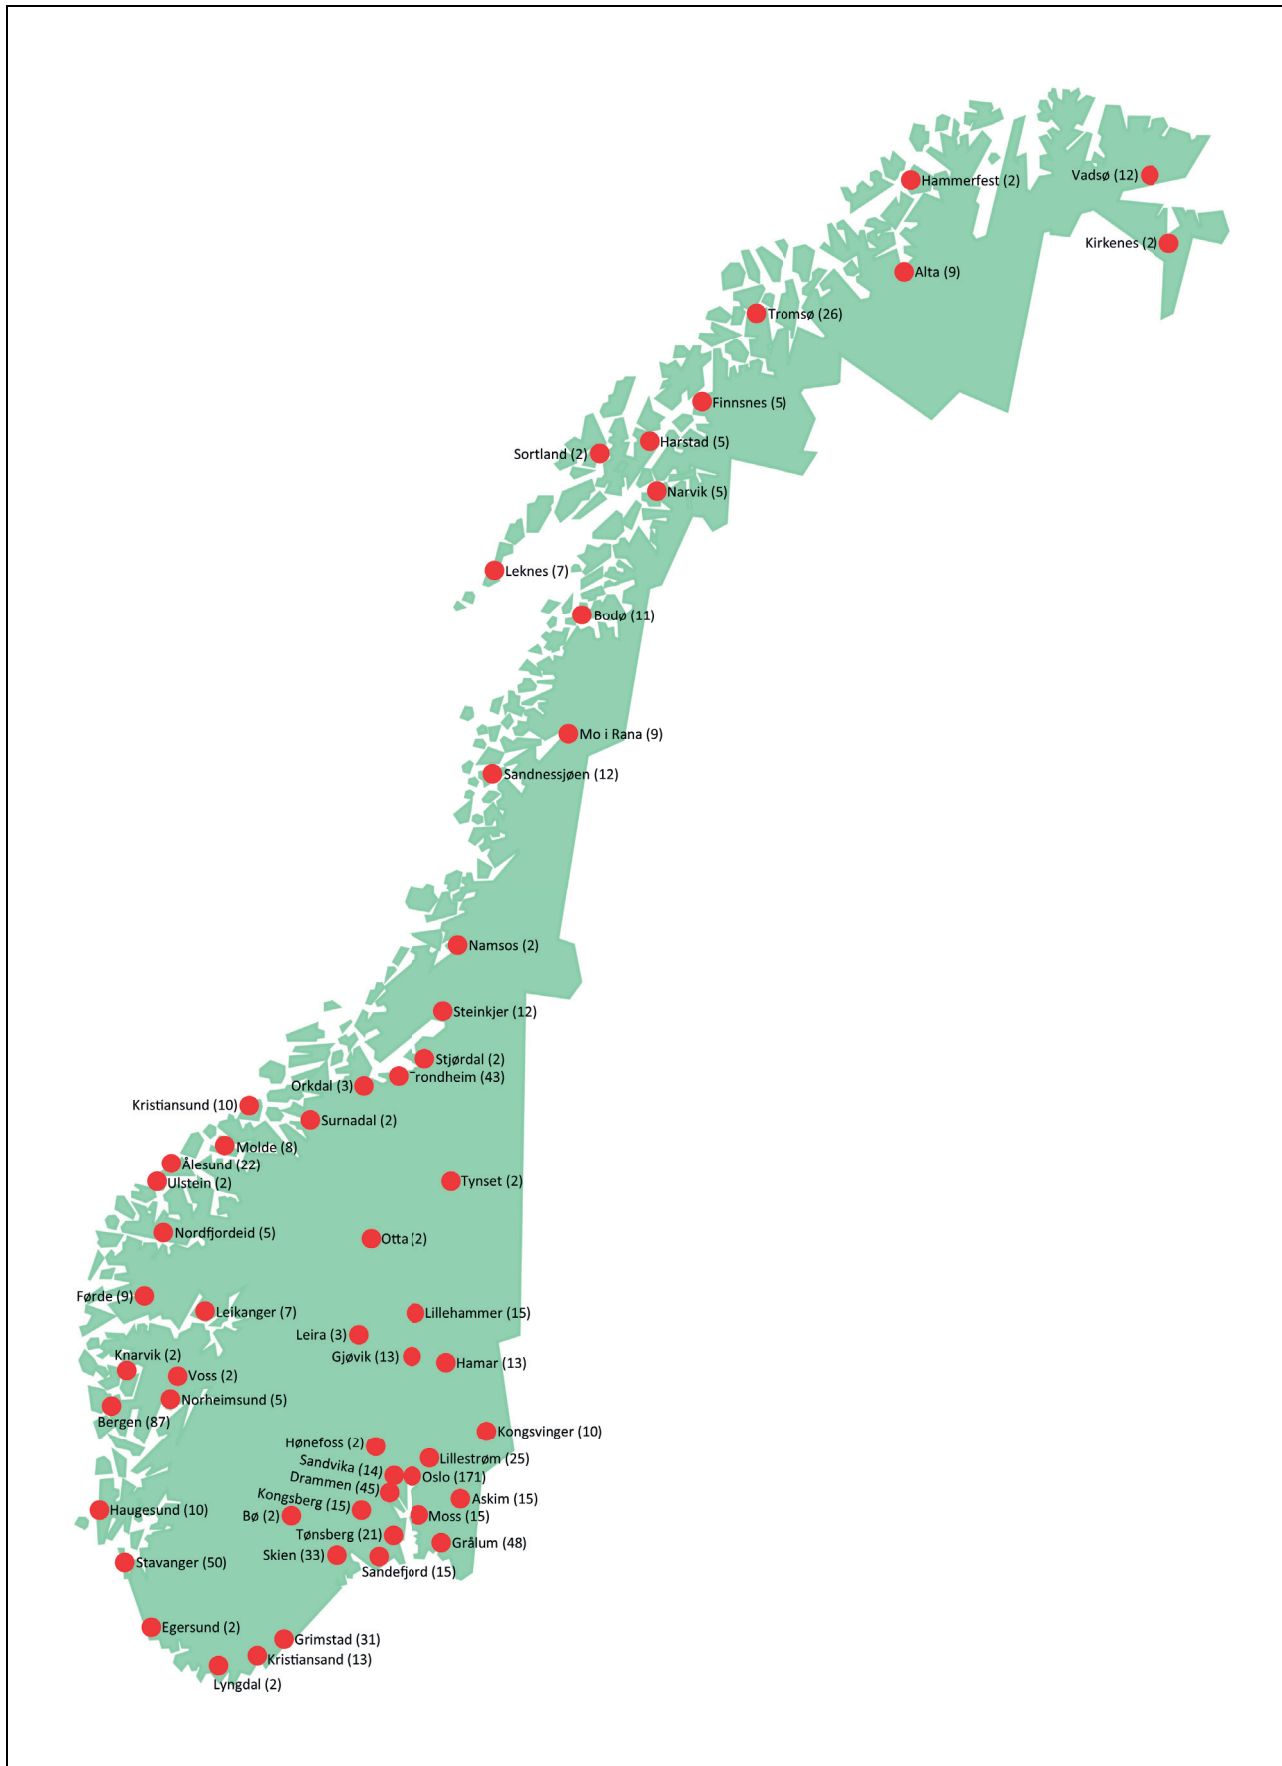 Hammerfest (2)
Vadsø (12)
Kirkenes (2)
Alta (9)
Tromsø (26)
Finnsnes (5)
Harstad (5)
Sortland (2)
Narvik (5)
Leknes (7)
Bodø (11)
Mo i Rana (9)
Sandnessjøen (12)
Namsos (2)
Steinkjer (12)
Stjørdal (2)
Trondheim (43)
Orkdal (3)
Kristiansund (10)
Surnadal (2)
Molde (8)
Ålesund (22)
Ulstein (2)
Tynset (2)
Nordfjordeid (5)
Otta (2)
Førde (9)
Leikanger (7)
Lillehammer (15)
Leira (3)
Gjøvik (13)
Hamar (13)
Knarvik (2)
Voss (2)
Norheimsund (5)
Bergen (87)
Kongsvinger (10)
Hønefoss (2)
Lillestrøm (25)
Sandvika (14)
Oslo (171)
Drammen (45)
Askim (15)
Kongsberg (15)
Haugesund (10)
Bø (2)
Moss (15)
Tønsberg (21)
Grålum (48)
Skien (33)
Stavanger (50)
Sandefjord (15)
Egersund (2)
Grimstad (31)
Kristiansand (13)
Lyngdal (2)